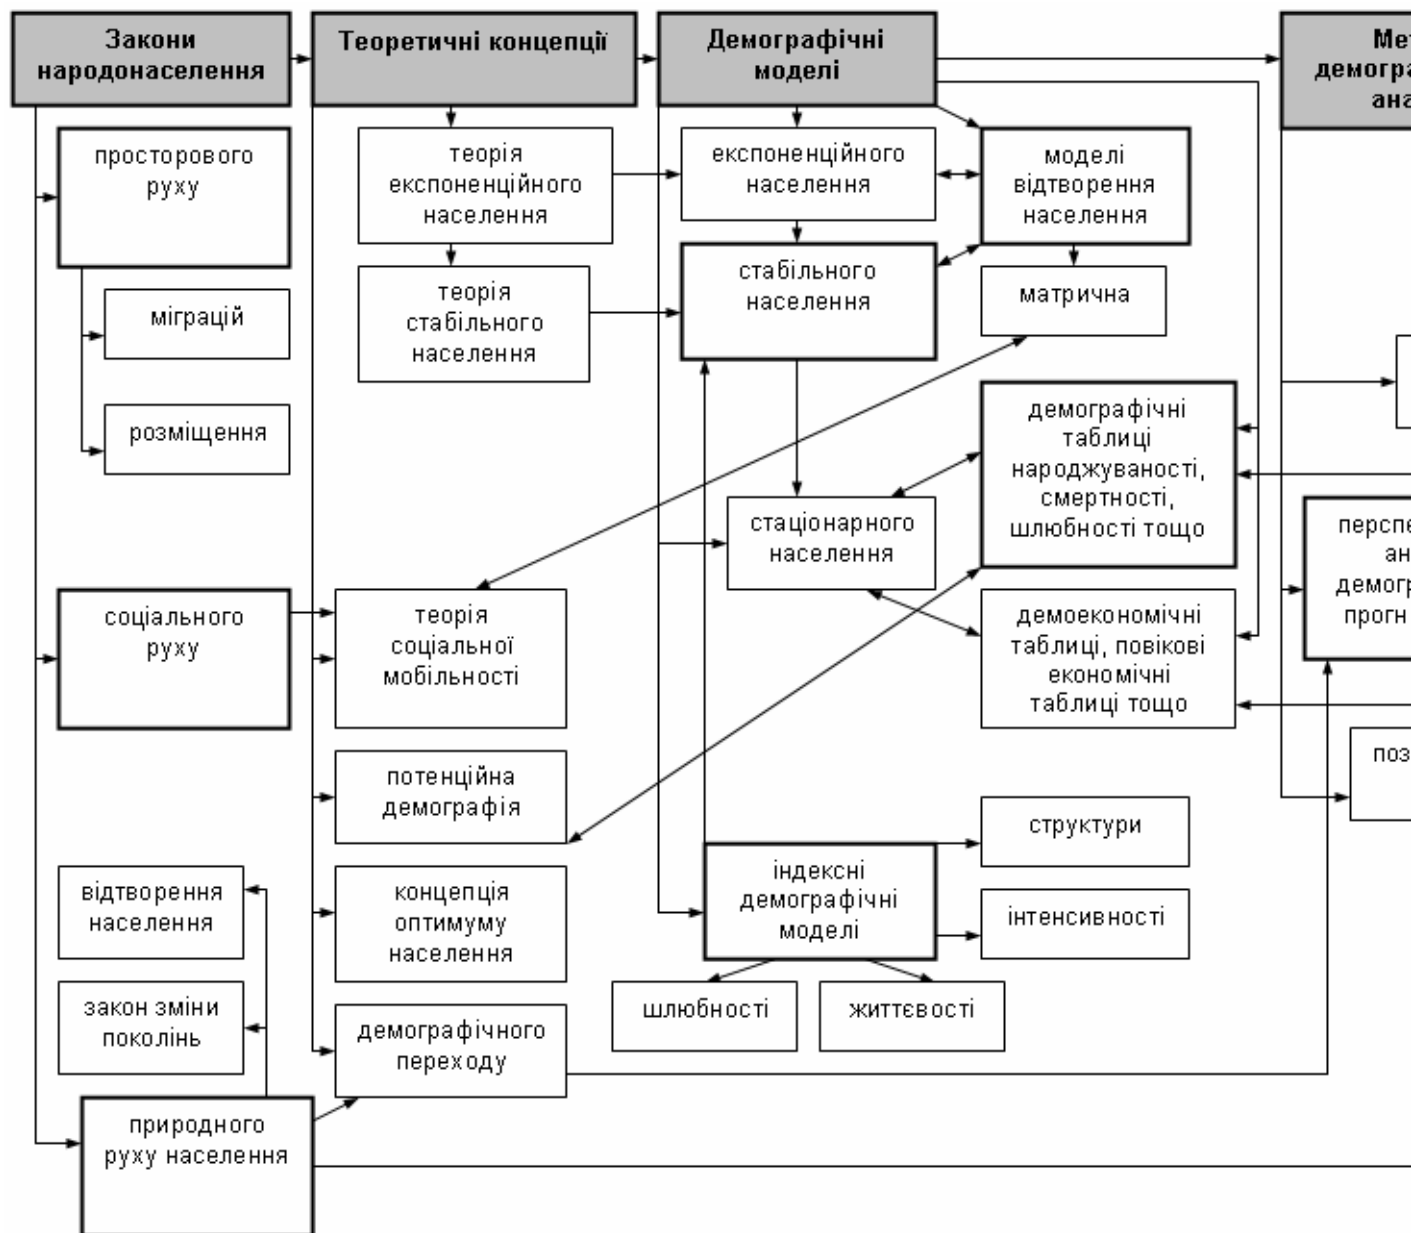 Закони
народонаселення
Теоретичні концепції
Демографічні
моделі
просторового
руху
міграцій
розміщення
соціального
руху
відтворення
населення
закон зміни
поколінь
природного
руху населення
теорія
експоненційного
населення
теорія
стабільного
населення
теорія
соціальної
мобільності
потенційна
демографія
концепція
оптимуму
населення
демографічного
переходу
експоненційного
населення
стабільного
населення
стаціонарного
населення
індексні
демографічні
моделі
шлюбності
життєвості
моделі
відтворення
населення
матрична
демографічні
таблиці
народжуваності,
смертності,
шлюбності тощо
демоекономічні
таблиці, повікові
економічні
таблиці тощо
структури
інтенсивності